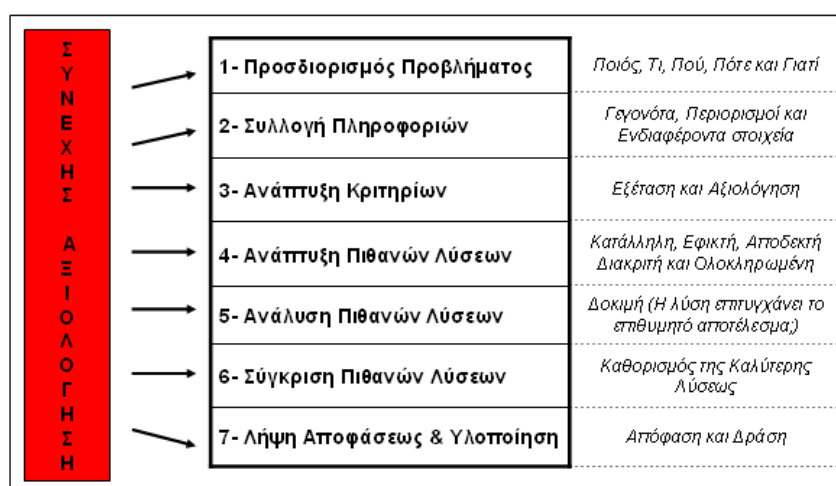 ΣΥΝΕΧΗΣ ΑΞΙΟΛΟΓΗΣΗ
1- Προσδιορισμός Προβλήματος
Ποιός, Τι, Πού, Πότε και Γιατί
2- Συλλογή Πληροφοριών
Γεγονότα, Περιορισμοί και
Ενδιαφέροντα στοιχεία
3- Ανάπτυξη Κριτηρίων
Εξέταση και Αξιολόγηση
4- Ανάπτυξη Πιθανών Λύσεων
Κατάλληλη, Εφικτή, Αποδεκτή
Διακριτή και Ολοκληρωμένη
5- Ανάλυση Πιθανών Λύσεων
Δοκιμή (Η λύση επιτυγχάνει το
επιθυμητό αποτέλεσμα;)
6- Σύγκριση Πιθανών Λύσεων
Καθορισμός της Καλύτερης
Λύσεως
7- Λήψη Αποφάσεως & Υλοποίηση
Απόφαση και Δράση